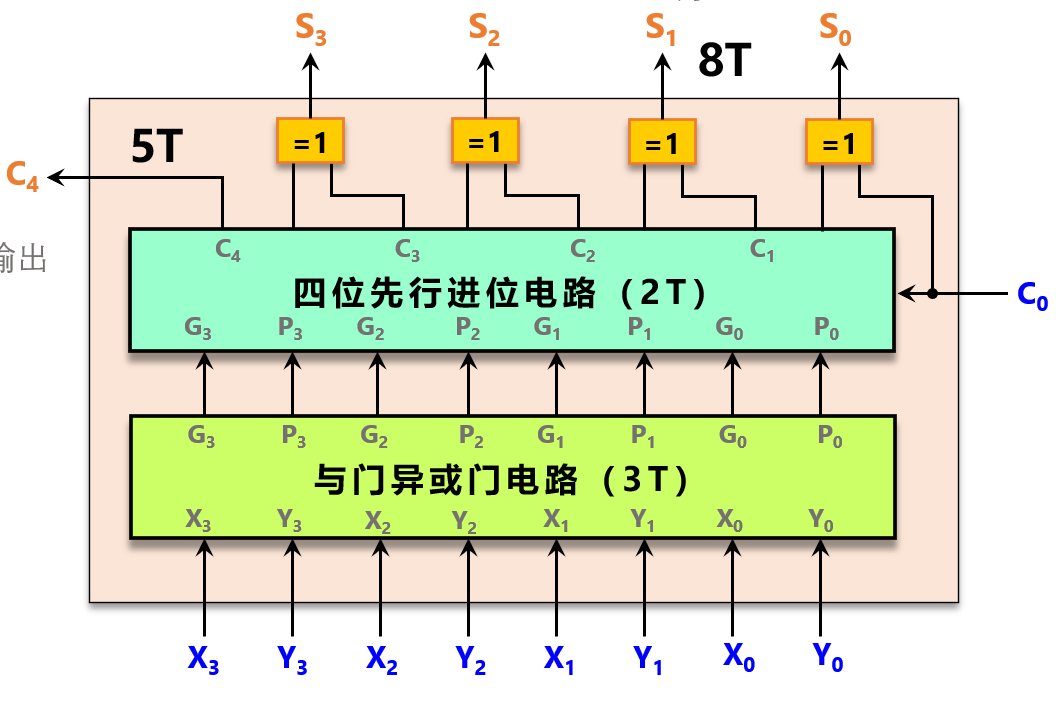 S₃ S₂ S₁ S₀
8T
5T
=1 =1 =1 =1
C₄
C₄ C₃ C₂ C₁
输出
四位先行进位电路（2T）
C₀
G₃ P₃ G₂ P₂ G₁ P₁ G₀ P₀
G₃ P₃ G₂ P₂ G₁ P₁ G₀ P₀
与门异或门电路（3T）
X₃ Y₃ X₂ Y₂ X₁ Y₁ X₀ Y₀
X₃ Y₃ X₂ Y₂ X₁ Y₁ X₀ Y₀